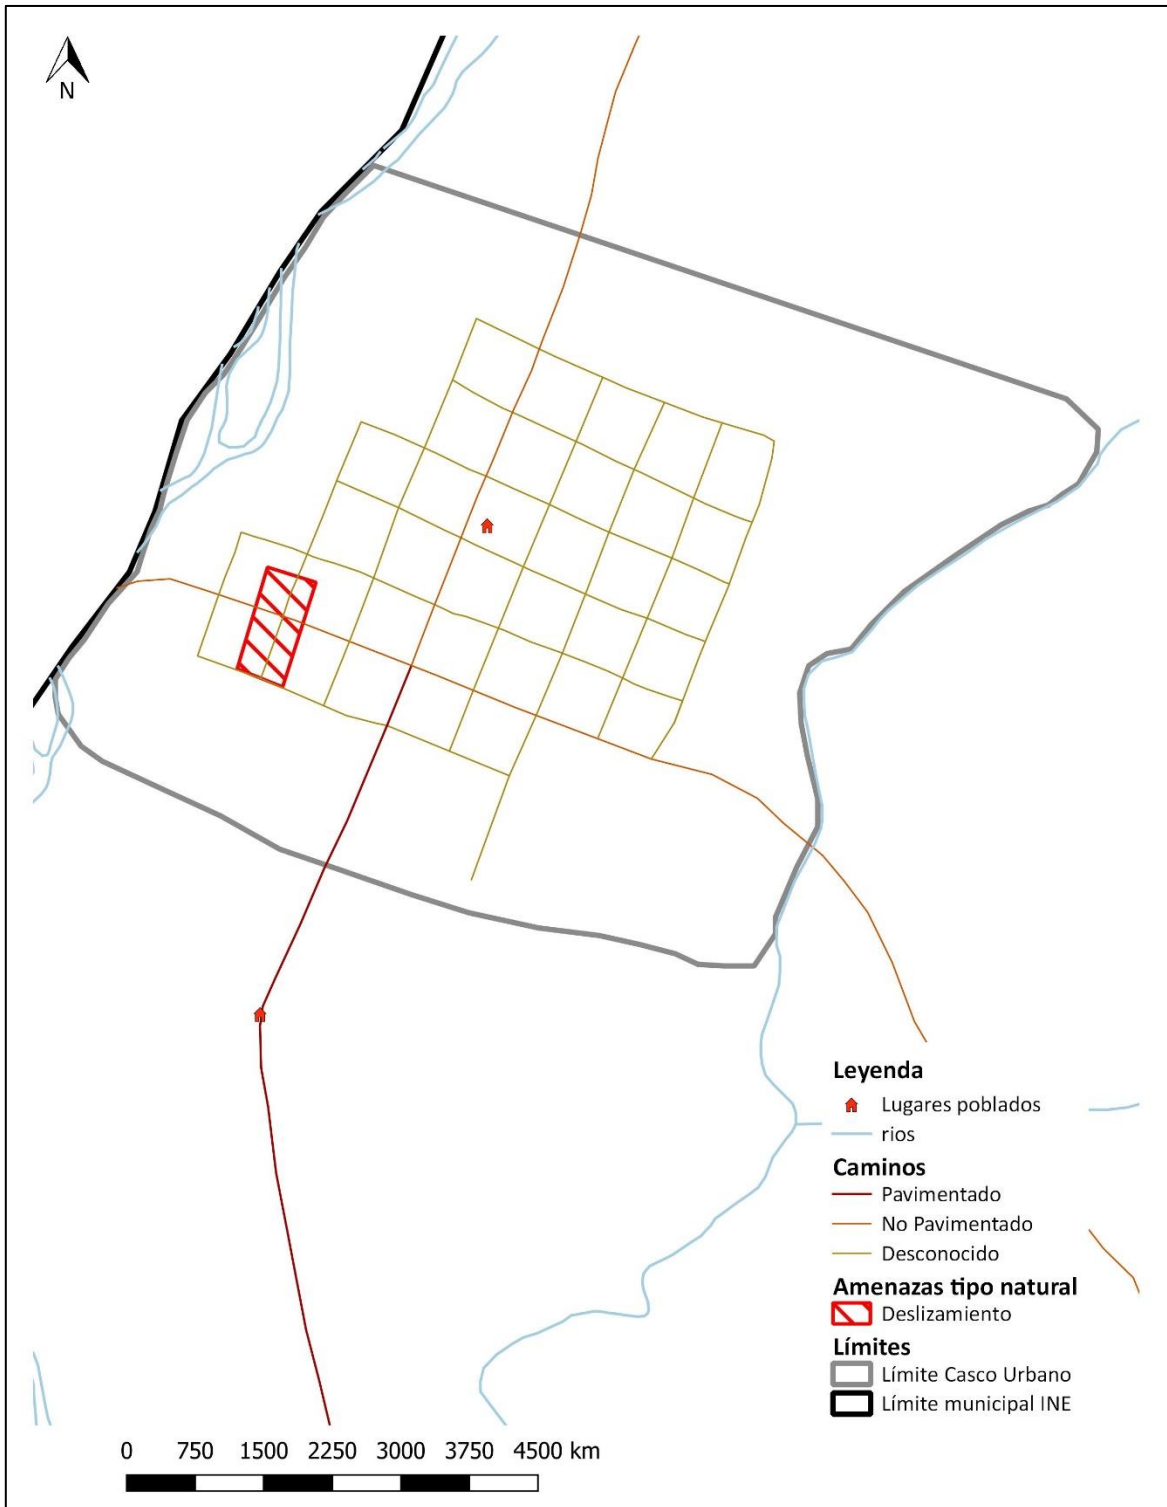 N
Leyenda
Lugares poblados
rios
Caminos
Pavimentado
No Pavimentado
Desconocido
Amenazas tipo natural
Deslizamiento
Límites
Límite Casco Urbano
Límite municipal INE
0 750 1500 2250 3000 3750 4500 km